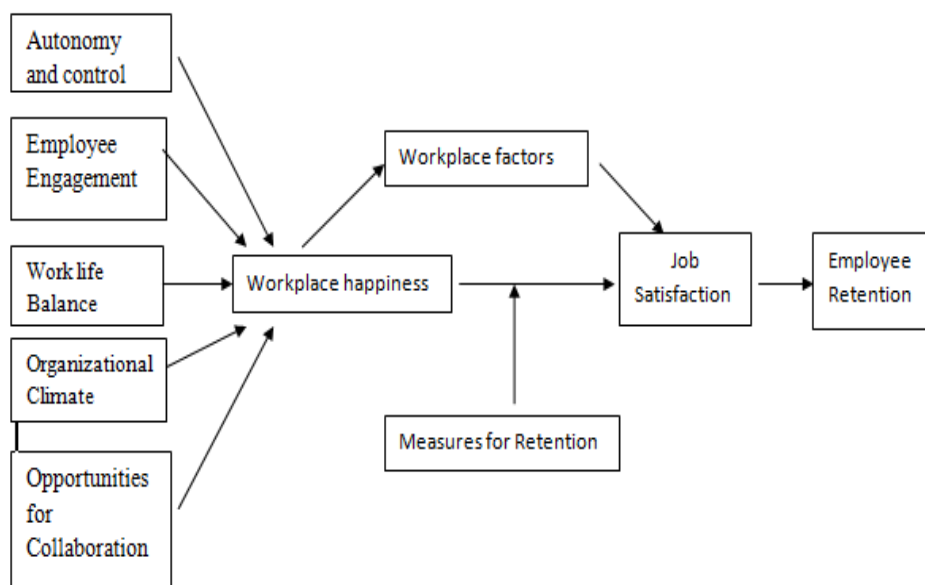 Autonomy
and control
Employee
Engagement
Work life
Balance
Organizational
Climate
Opportunities
for
Collaboration
Workplace happiness
Workplace factors
Measures for Retention
Job
Satisfaction
Employee
Retention